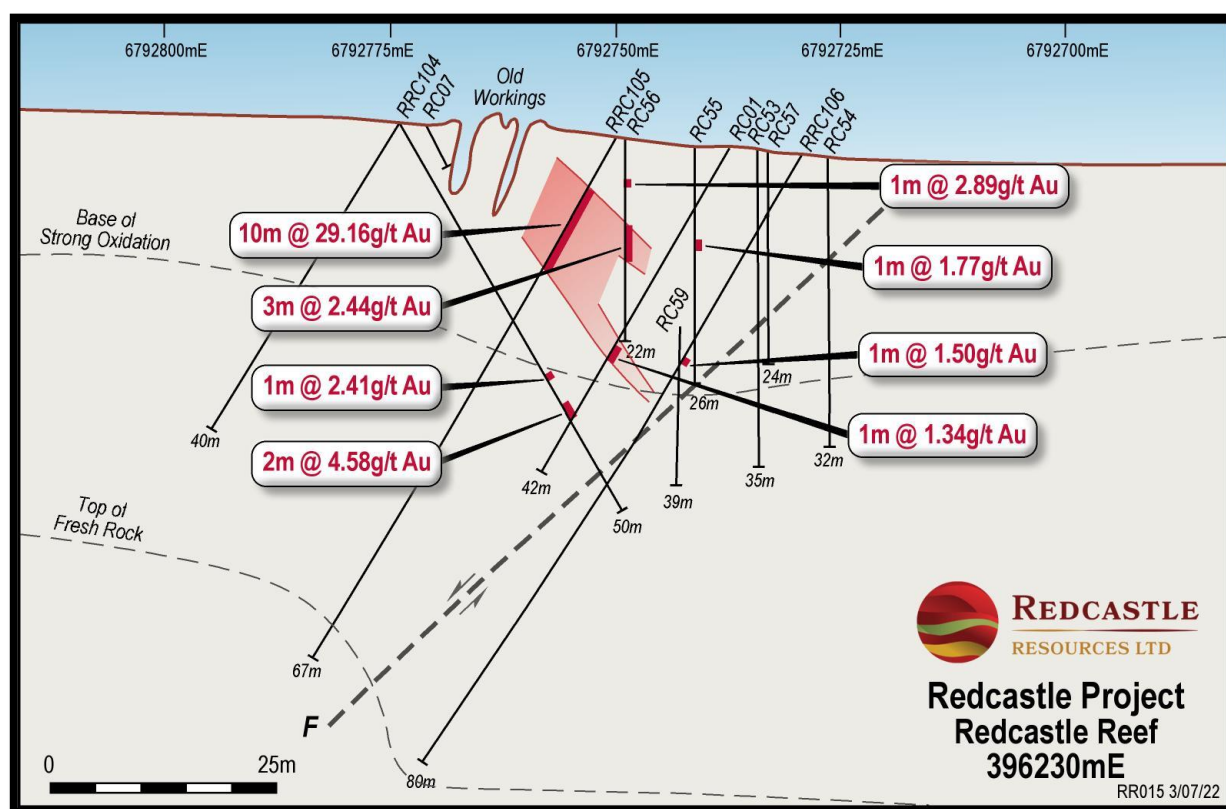 6792800mE
6792775mE
6792750mE
6792725mE
6792700mE
RRC104
RC07
Old
Workings
RRC105
RC56
RC55
RC01
RC53
RC57
RRC106
RC54
Base of
Strong Oxidation
10m @ 29.16g/t Au
3m @ 2.44g/t Au
1m @ 2.41g/t Au
2m @ 4.58g/t Au
1m @ 2.89g/t Au
1m @ 1.77g/t Au
1m @ 1.50g/t Au
1m @ 1.34g/t Au
RC59
22m
24m
26m
40m
42m
32m
35m
39m
50m
Top of
Fresh Rock
67m
F
80m
0
25m
REDCASTLE
RESOURCES LTD
Redcastle Project
Redcastle Reef
396230mE
RR015 3/07/22